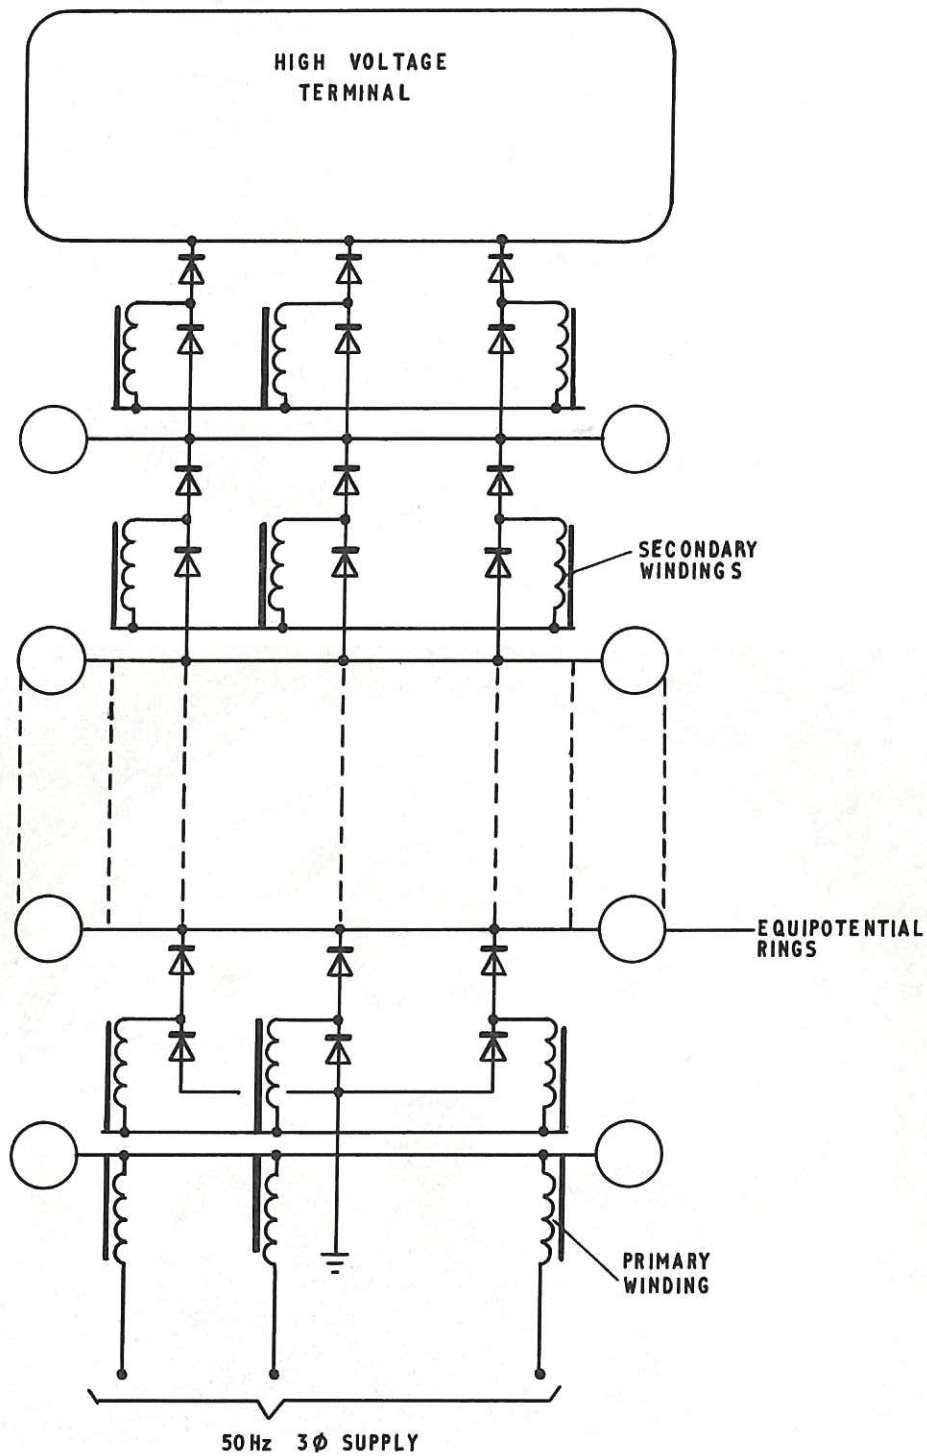 HIGH VOLTAGE
TERMINAL
SECONDARY
WINDINGS
EQUIPOTENTIAL
RINGS
PRIMARY
WINDING
50Hz 3Ø SUPPLY